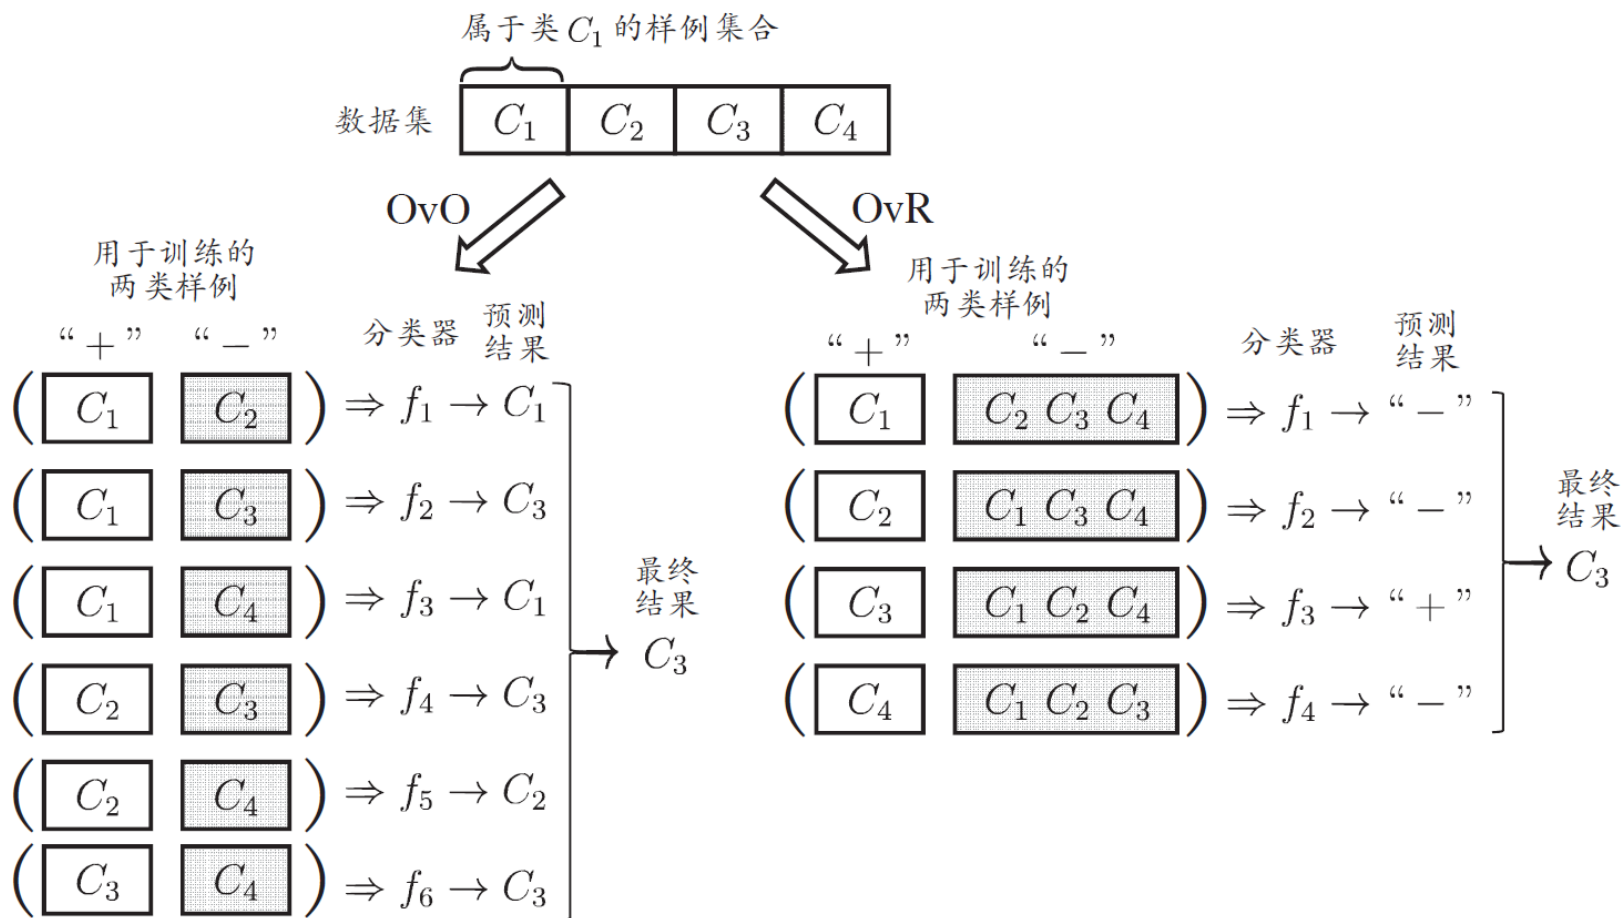 属于类 C₁ 的样例集合
数据集 C₁ C₂ C₃ C₄
OvO
OvR
用于训练的
两类样例
“+” “−” 分类器 预测
结果
( C₁ C₂ ) ⇒ f₁ → C₁
( C₁ C₃ ) ⇒ f₂ → C₃
( C₁ C₄ ) ⇒ f₃ → C₁
( C₂ C₃ ) ⇒ f₄ → C₃
( C₂ C₄ ) ⇒ f₅ → C₂
( C₃ C₄ ) ⇒ f₆ → C₃
最终
结果
C₃
用于训练的
两类样例
“+” “−” 分类器 预测
结果
( C₁ C₂ C₃ C₄ ) ⇒ f₁ → “−”
( C₂ C₁ C₃ C₄ ) ⇒ f₂ → “−”
( C₃ C₁ C₂ C₄ ) ⇒ f₃ → “+”
( C₄ C₁ C₂ C₃ ) ⇒ f₄ → “−”
最终
结果
C₃